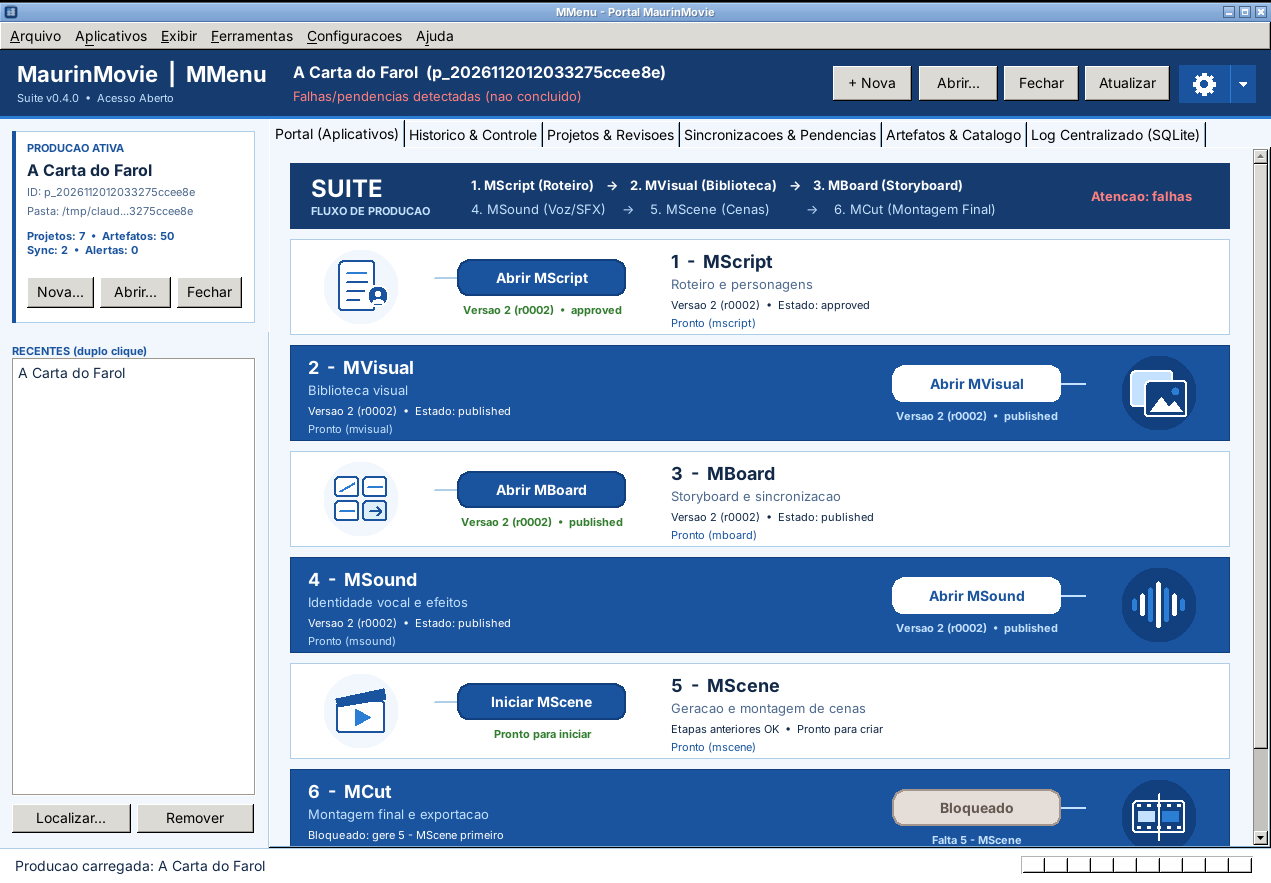 MMenu - Portal MaurinMovie
Arquivo Aplicativos Exibir Ferramentas Configuracoes Ajuda
MaurinMovie | MMenu
Suite v0.4.0 • Acesso Aberto
A Carta do Farol (p_2026112012033275ccee8e)
Falhas/pendencias detectadas (nao concluido)
+ Nova Abrir... Fechar Atualizar
PRODUCAO ATIVA
A Carta do Farol
ID: p_2026112012033275ccee8e
Pasta: /tmp/claud...3275ccee8e
Projetos: 7 • Artefatos: 50
Sync: 2 • Alertas: 0
Nova... Abrir... Fechar
RECENTES (duplo clique)
A Carta do Farol
Localizar... Remover
Portal (Aplicativos) Historico & Controle Projetos & Revisoes Sincronizacoes & Pendencias Artefatos & Catalogo Log Centralizado (SQLite)
SUITE
FLUXO DE PRODUCAO
1. MScript (Roteiro) → 2. MVisual (Biblioteca) → 3. MBoard (Storyboard)
4. MSound (Voz/SFX) → 5. MScene (Cenas) → 6. MCut (Montagem Final)
Atencao: falhas
Abrir MScript
Versao 2 (r0002) • approved
1 - MScript
Roteiro e personagens
Versao 2 (r0002) • Estado: approved
Pronto (mscript)
2 - MVisual
Biblioteca visual
Versao 2 (r0002) • Estado: published
Pronto (mvisual)
Abrir MVisual
Versao 2 (r0002) • published
Abrir MBoard
Versao 2 (r0002) • published
3 - MBoard
Storyboard e sincronizacao
Versao 2 (r0002) • Estado: published
Pronto (mboard)
4 - MSound
Identidade vocal e efeitos
Versao 2 (r0002) • Estado: published
Pronto (msound)
Abrir MSound
Versao 2 (r0002) • published
Iniciar MScene
Pronto para iniciar
5 - MScene
Geracao e montagem de cenas
Etapas anteriores OK • Pronto para criar
Pronto (mscene)
6 - MCut
Montagem final e exportacao
Bloqueado: gere 5 - MScene primeiro
Bloqueado
Falta 5 - MScene
Producao carregada: A Carta do Farol